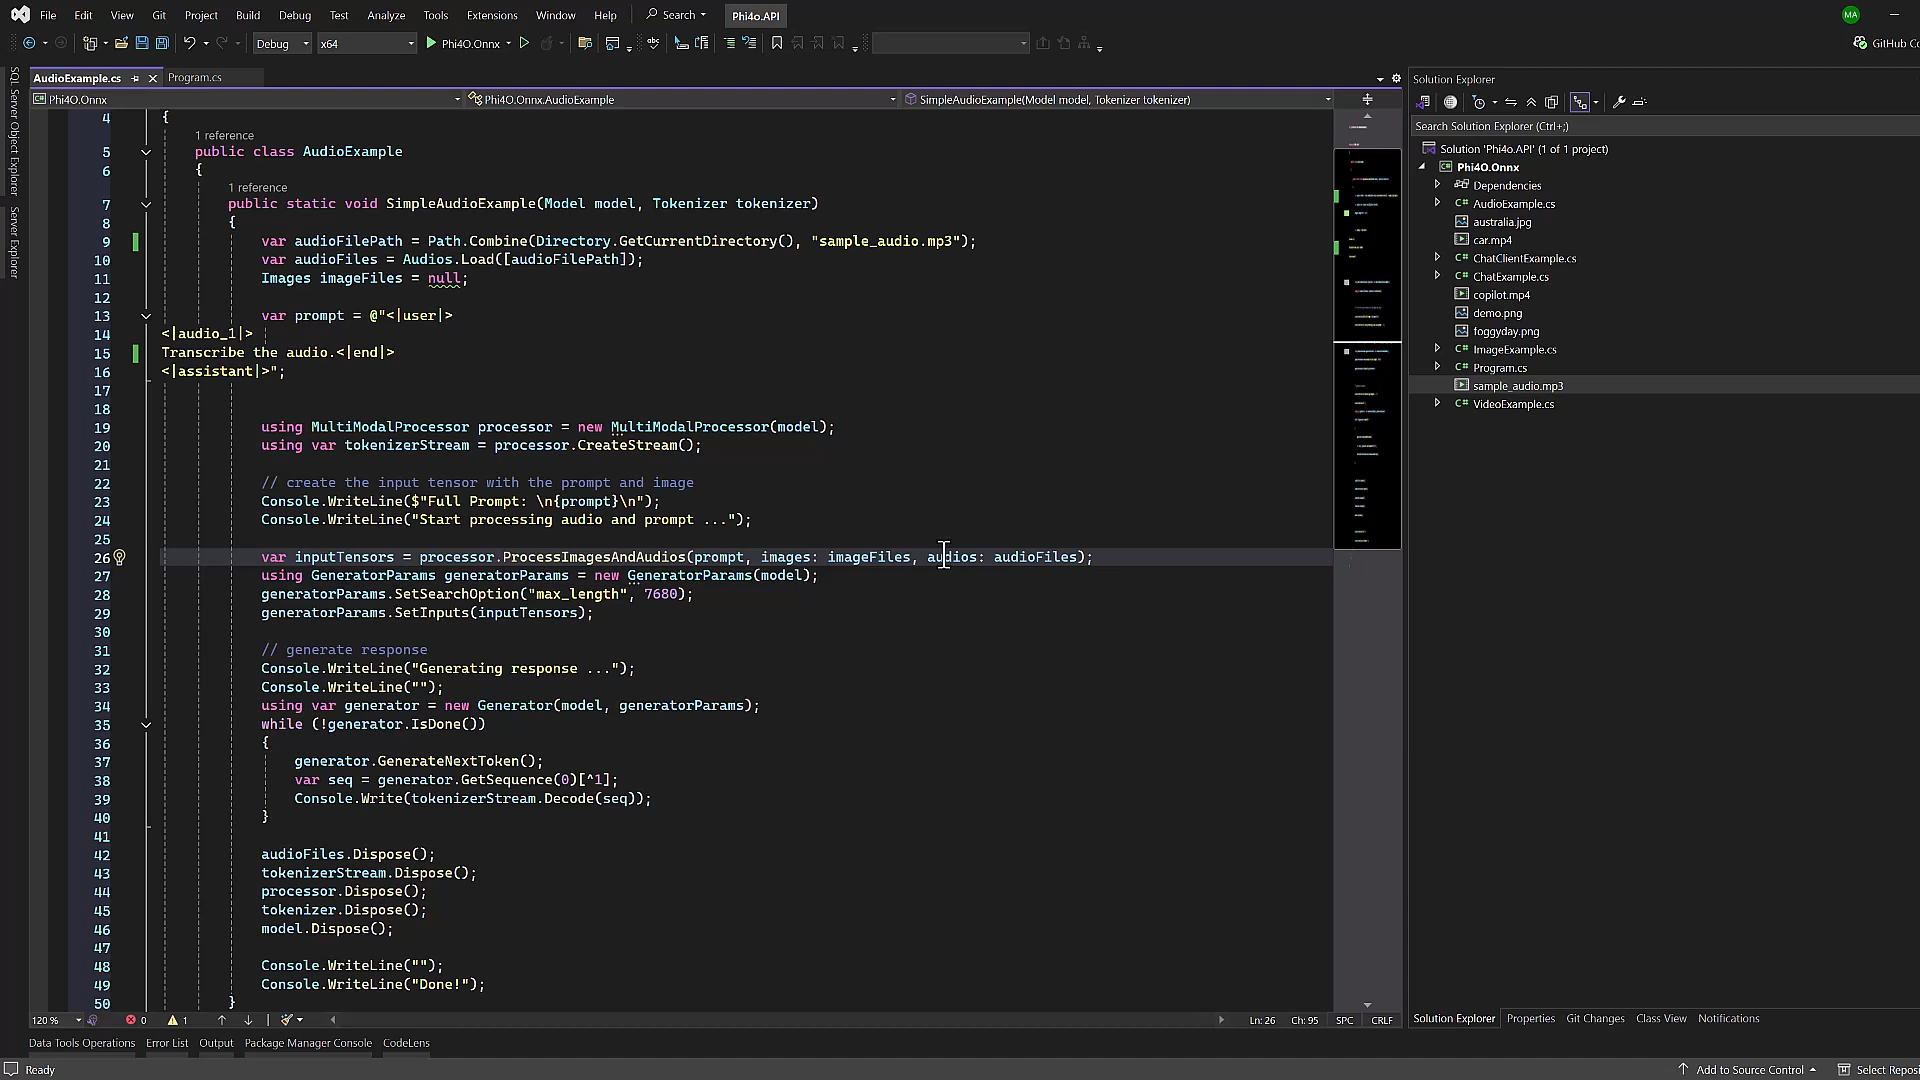 File Edit View Git Project Build Debug Test Analyze Tools Extensions Window Help Search Phi4o.API MA
Debug x64 Phi4O.Onnx GitHub Co
SQL Server Object Explorer
Server Explorer
AudioExample.cs Program.cs
Phi4O.Onnx Phi4O.Onnx.AudioExample SimpleAudioExample(Model model, Tokenizer tokenizer)
4 {
1 reference
5 public class AudioExample
6 {
1 reference
7 public static void SimpleAudioExample(Model model, Tokenizer tokenizer)
8 {
9 var audioFilePath = Path.Combine(Directory.GetCurrentDirectory(), "sample_audio.mp3");
10 var audioFiles = Audios.Load([audioFilePath]);
11 Images imageFiles = null;
12
13 var prompt = @"<|user|>
14 <|audio_1|>
15 Transcribe the audio.<|end|>
16 <|assistant|>";
17
18
19 using MultiModalProcessor processor = new MultiModalProcessor(model);
20 using var tokenizerStream = processor.CreateStream();
21
22 // create the input tensor with the prompt and image
23 Console.WriteLine($"Full Prompt: \n{prompt}\n");
24 Console.WriteLine("Start processing audio and prompt ...");
25
26 var inputTensors = processor.ProcessImagesAndAudios(prompt, images: imageFiles, audios: audioFiles);
27 using GeneratorParams generatorParams = new GeneratorParams(model);
28 generatorParams.SetSearchOption("max_length", 7680);
29 generatorParams.SetInputs(inputTensors);
30
31 // generate response
32 Console.WriteLine("Generating response ...");
33 Console.WriteLine("");
34 using var generator = new Generator(model, generatorParams);
35 while (!generator.IsDone())
36 {
37 generator.GenerateNextToken();
38 var seq = generator.GetSequence(0)[^1];
39 Console.Write(tokenizerStream.Decode(seq));
40 }
41
42 audioFiles.Dispose();
43 tokenizerStream.Dispose();
44 processor.Dispose();
45 tokenizer.Dispose();
46 model.Dispose();
47
48 Console.WriteLine("");
49 Console.WriteLine("Done!");
50 }
120 % 0 1 Ln: 26 Ch: 95 SPC CRLF
Data Tools Operations Error List Output Package Manager Console CodeLens
Ready Add to Source Control Select Reposi
Solution Explorer
Search Solution Explorer (Ctrl+;)
Solution 'Phi4o.API' (1 of 1 project)
C# Phi4O.Onnx
Dependencies
C# AudioExample.cs
australia.jpg
car.mp4
C# ChatClientExample.cs
C# ChatExample.cs
copilot.mp4
demo.png
foggyday.png
C# ImageExample.cs
C# Program.cs
sample_audio.mp3
C# VideoExample.cs
Solution Explorer Properties Git Changes Class View Notifications